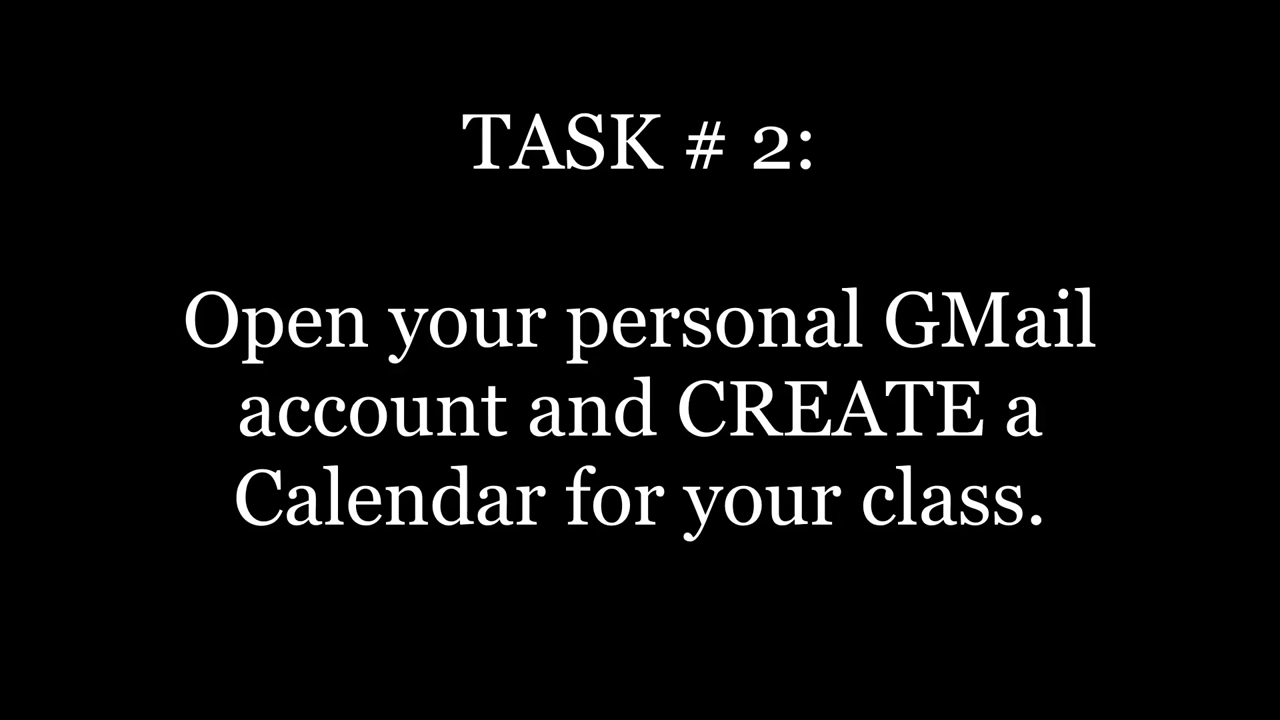 TASK # 2:
Open your personal GMail
account and CREATE a
Calendar for your class.